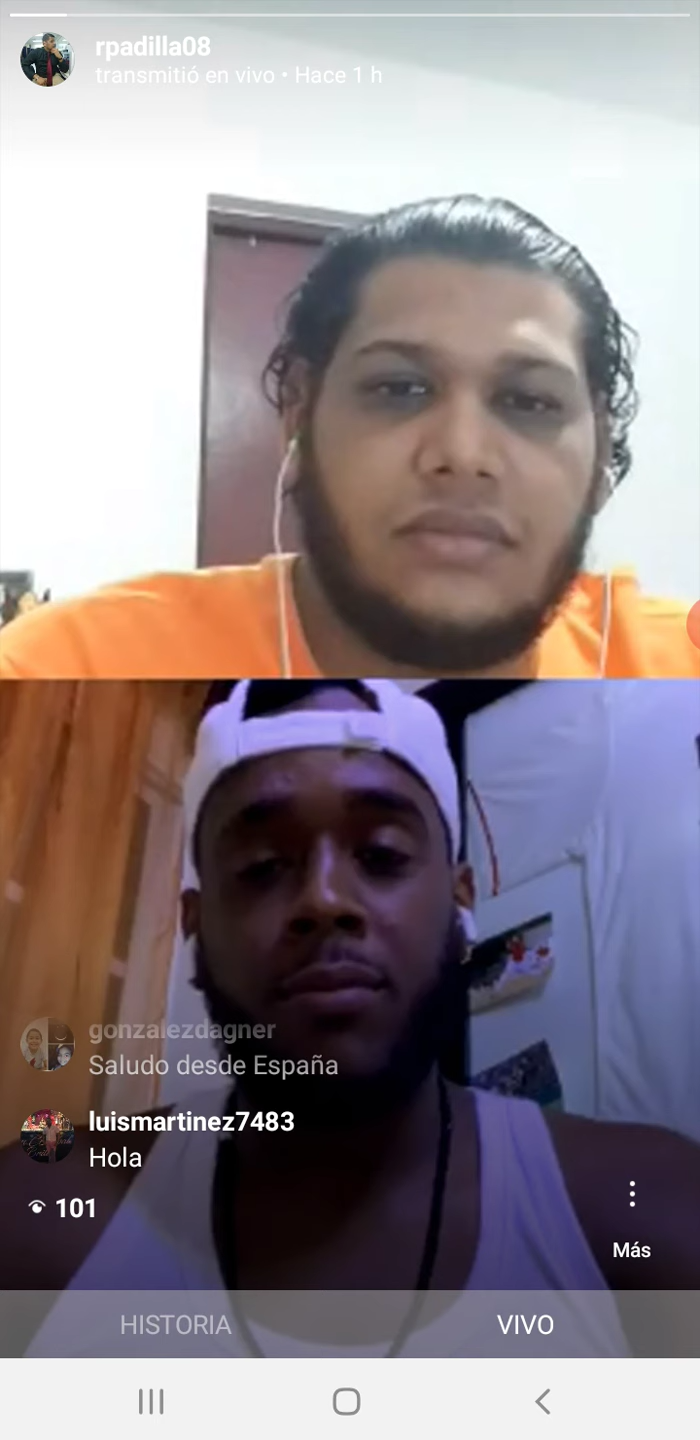 rpadilla08
transmitió en vivo • Hace 1 h
gonzalezdagner
Saludo desde España
luismartinez7483
Hola
101
Más
HISTORIA
VIVO